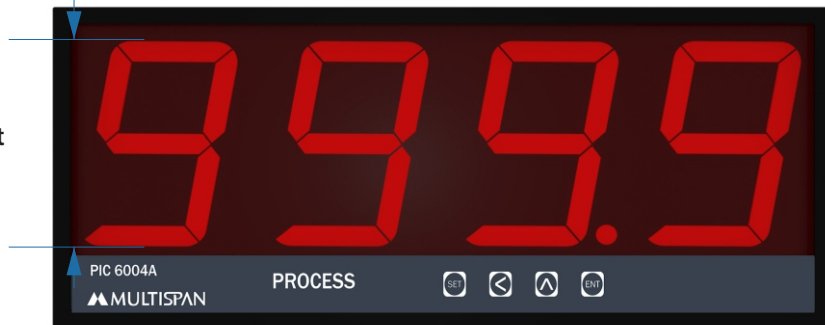 999.9
t
PIC 6004A
PROCESS
SET
ENT
MULTISPAN